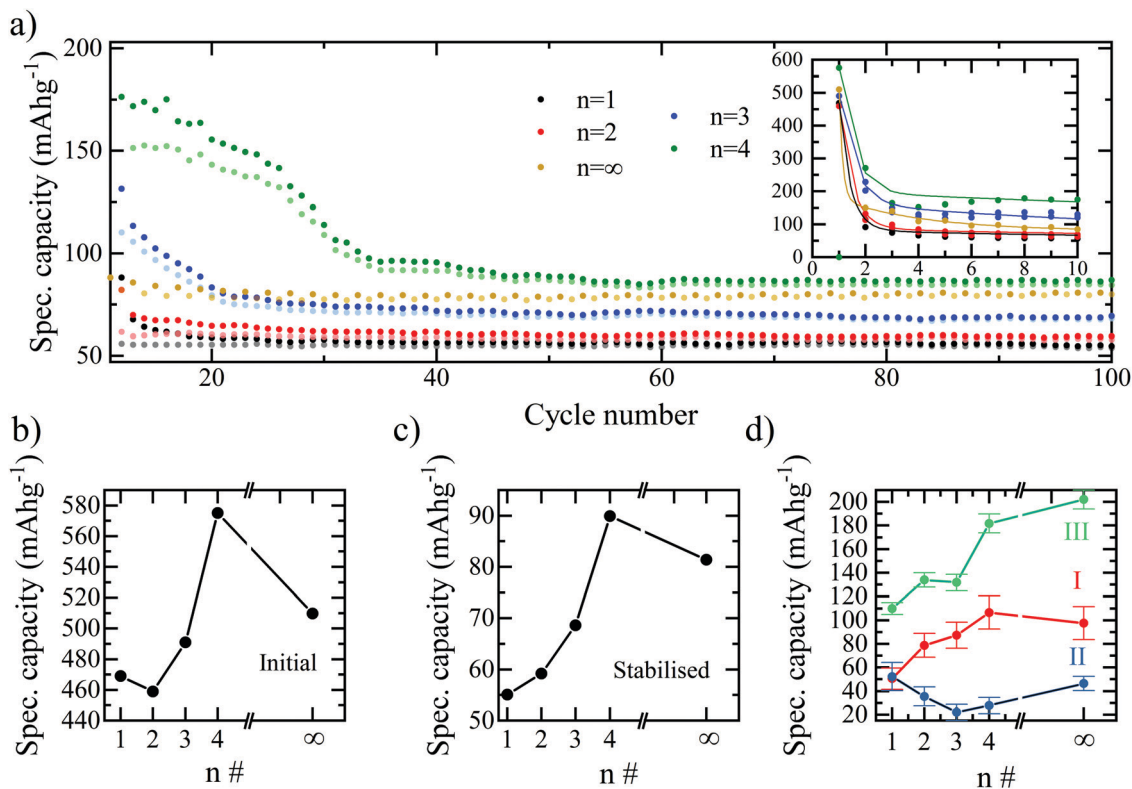 a)
Spec. capacity (mAhg-1)
200
150
100
50
20
40
60
80
100
Cycle number
n=1
n=2
n=∞
n=3
n=4
600
500
400
300
200
100
0
0
2
4
6
8
10
b)
Spec. capacity (mAhg-1)
580
560
540
520
500
480
460
440
Initial
1
2
3
4
∞
n #
c)
Spec. capacity (mAhg-1)
90
80
70
60
50
Stabilised
1
2
3
4
∞
n #
d)
Spec. capacity (mAhg-1)
200
180
160
140
120
100
80
60
40
20
III
I
II
1
2
3
4
∞
n #